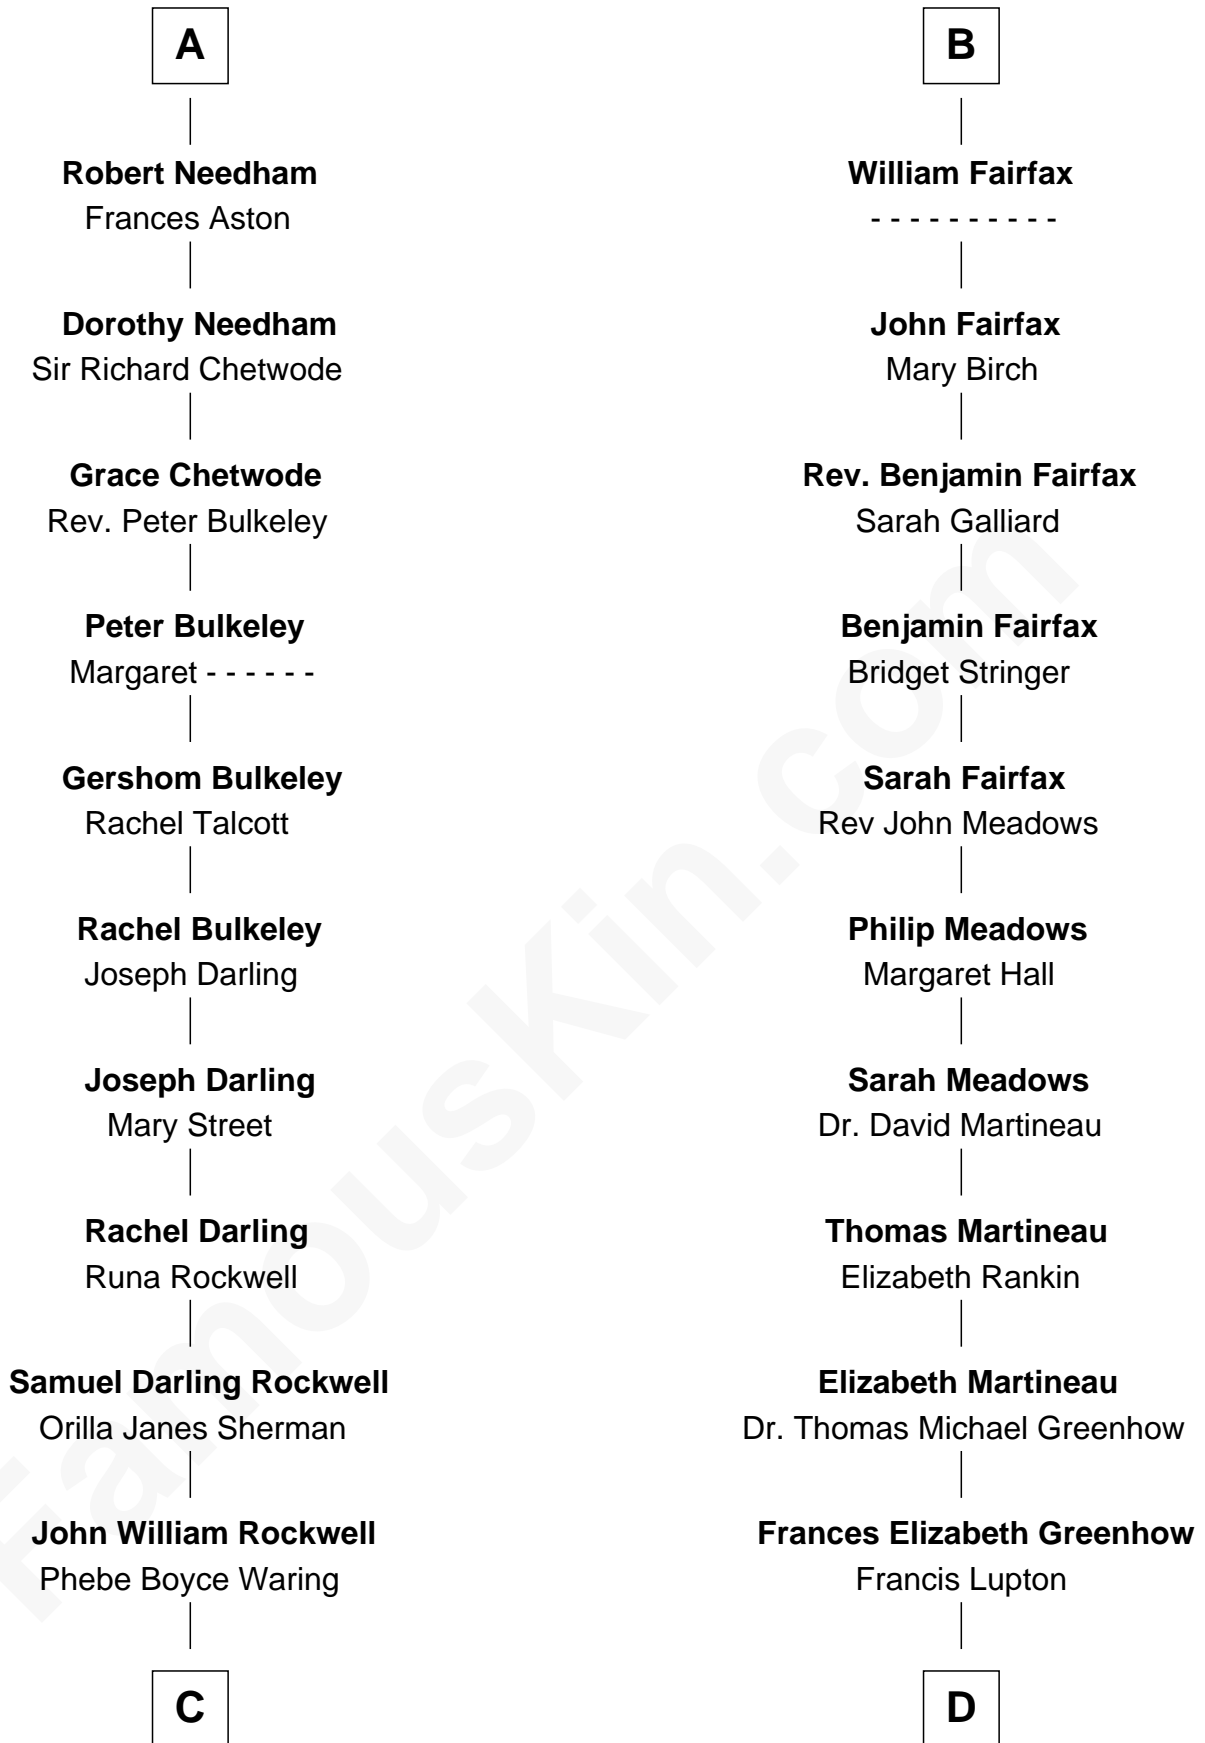 A
Robert Needham
Frances Aston
Dorothy Needham
Sir Richard Chetwode
Grace Chetwode
Rev. Peter Bulkeley
Peter Bulkeley
Margaret - - - - - -
Gershom Bulkeley
Rachel Talcott
Rachel Bulkeley
Joseph Darling
Joseph Darling
Mary Street
Rachel Darling
Runa Rockwell
Samuel Darling Rockwell
Orilla Janes Sherman
John William Rockwell
Phebe Boyce Waring
C
B
William Fairfax
- - - - - - - - - -
John Fairfax
Mary Birch
Rev. Benjamin Fairfax
Sarah Galliard
Benjamin Fairfax
Bridget Stringer
Sarah Fairfax
Rev John Meadows
Philip Meadows
Margaret Hall
Sarah Meadows
Dr. David Martineau
Thomas Martineau
Elizabeth Rankin
Elizabeth Martineau
Dr. Thomas Michael Greenhow
Frances Elizabeth Greenhow
Francis Lupton
D
FamousKin.com